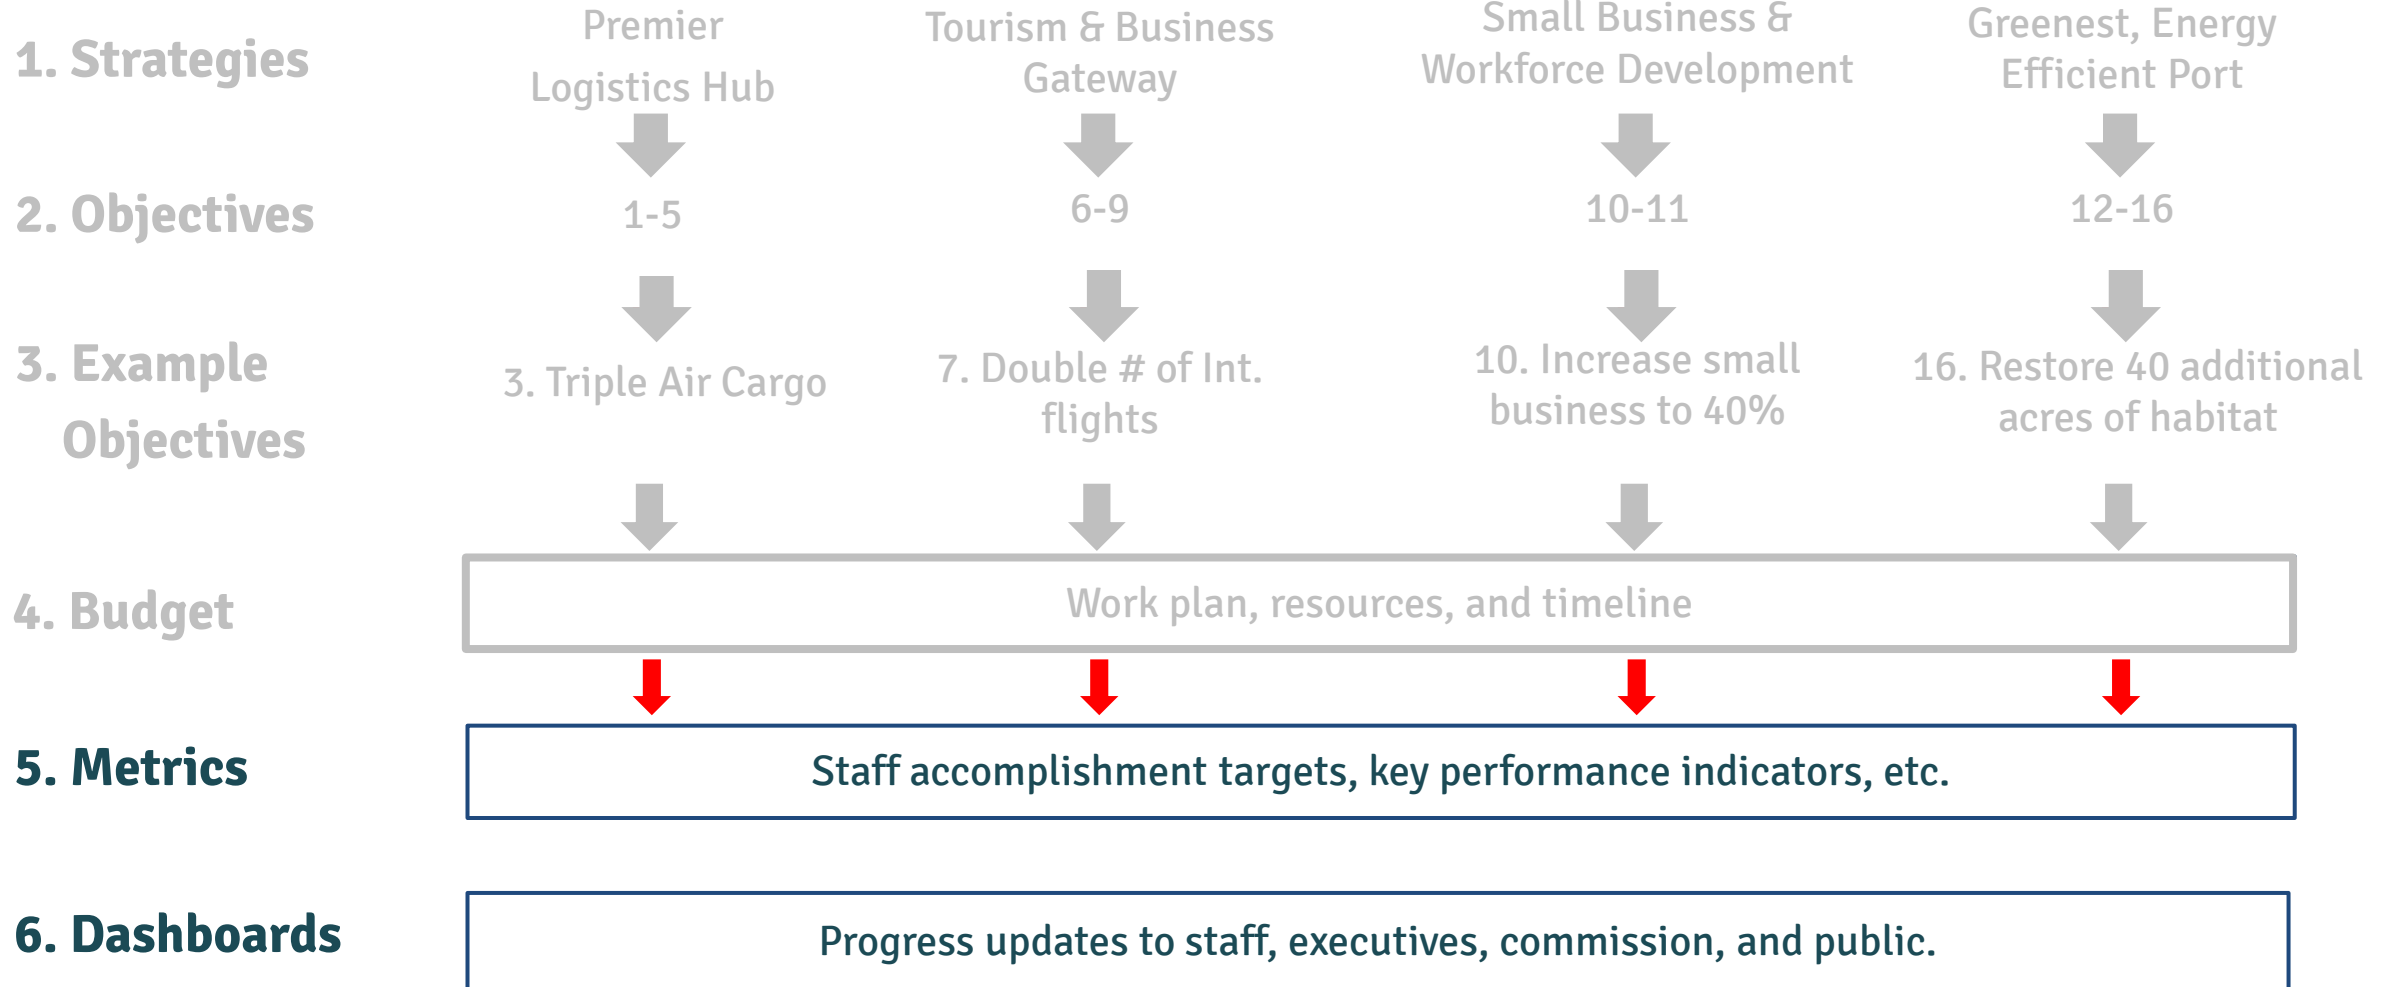 1. Strategies
Premier
Logistics Hub
Tourism & Business
Gateway
Small Business &
Workforce Development
Greenest, Energy
Efficient Port
2. Objectives
1-5
6-9
10-11
12-16
3. Example
Objectives
3. Triple Air Cargo
7. Double # of Int.
flights
10. Increase small
business to 40%
16. Restore 40 additional
acres of habitat
4. Budget
Work plan, resources, and timeline
5. Metrics
Staff accomplishment targets, key performance indicators, etc.
6. Dashboards
Progress updates to staff, executives, commission, and public.